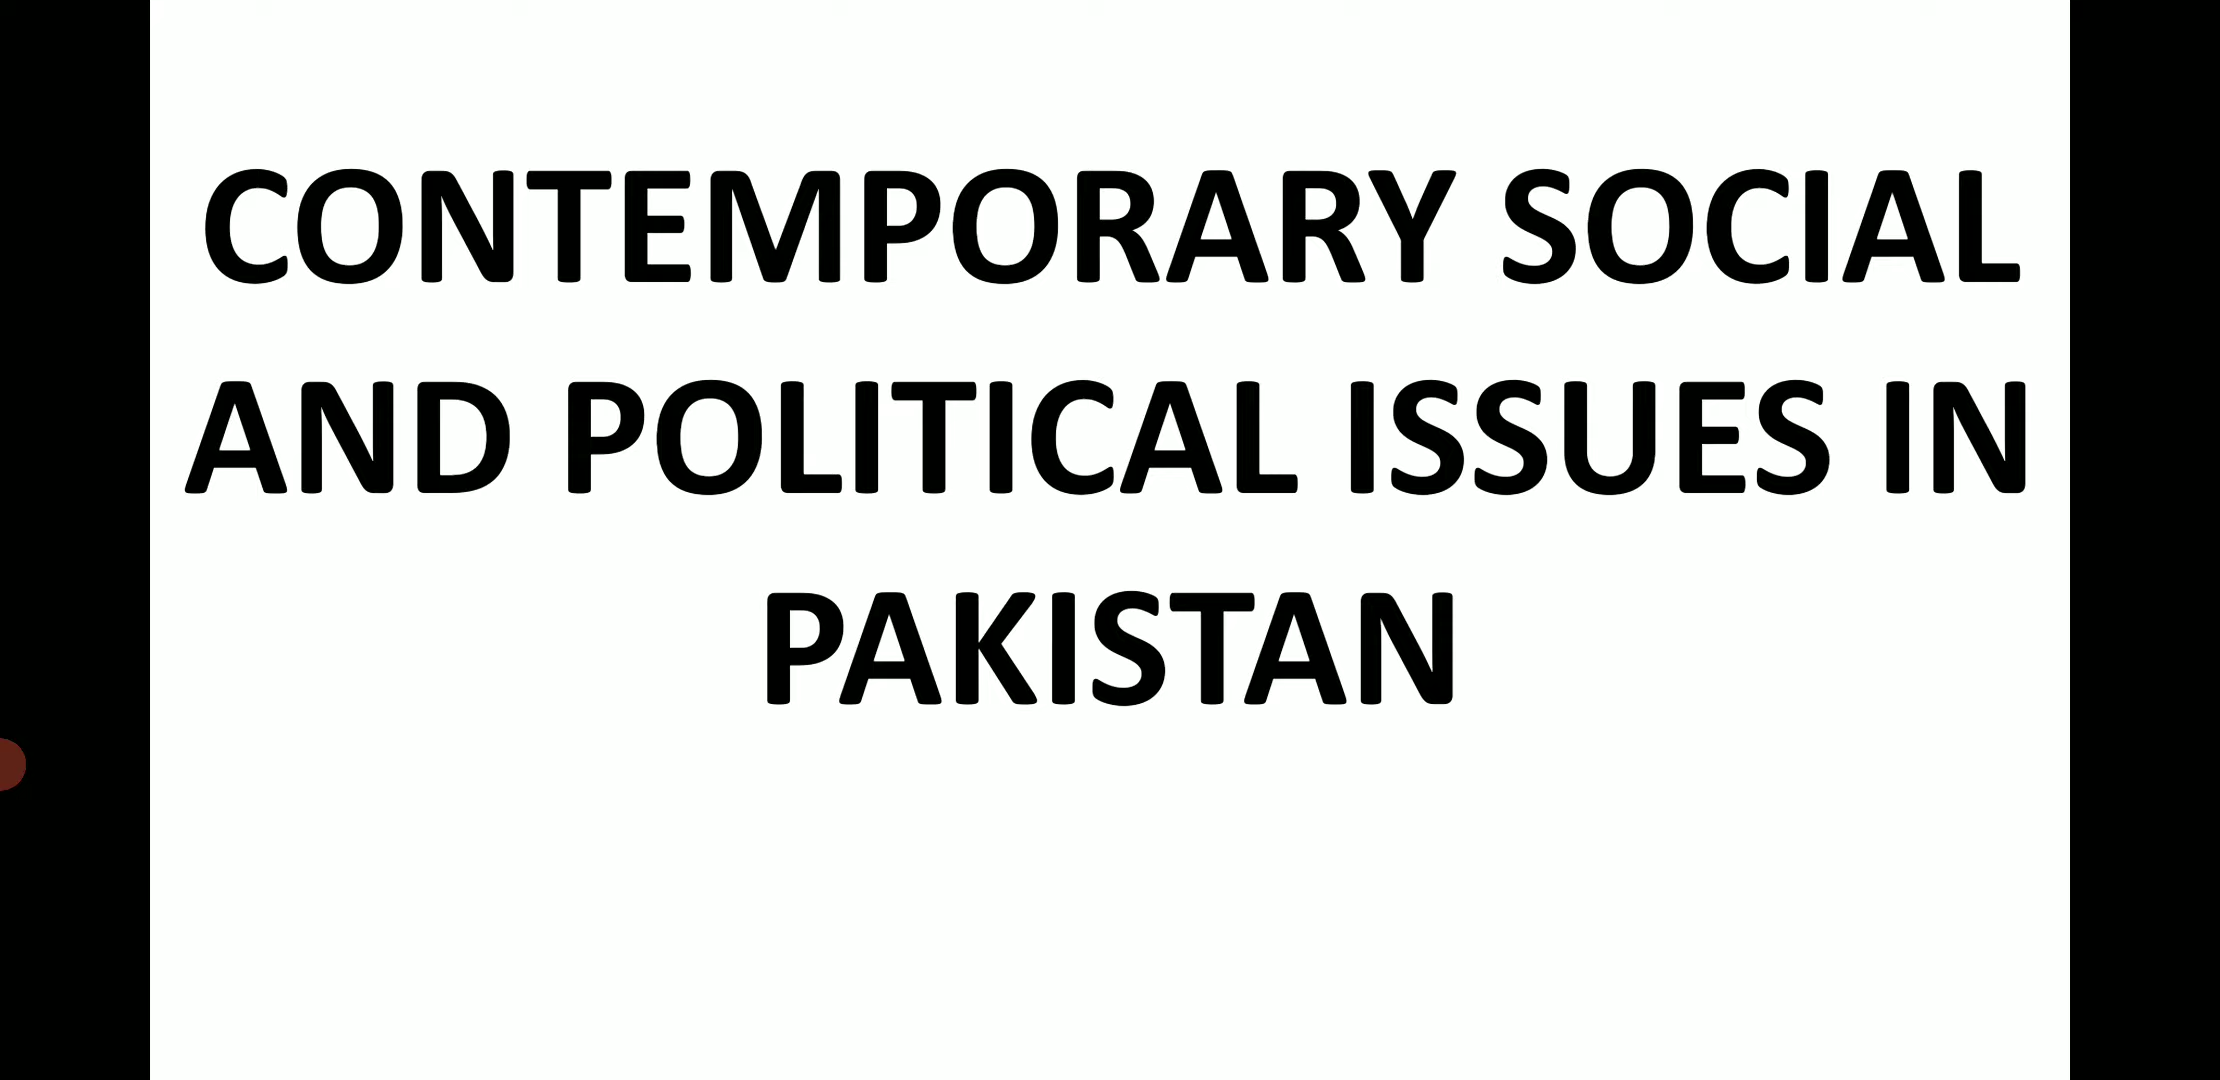 CONTEMPORARY SOCIAL
AND POLITICAL ISSUES IN
PAKISTAN